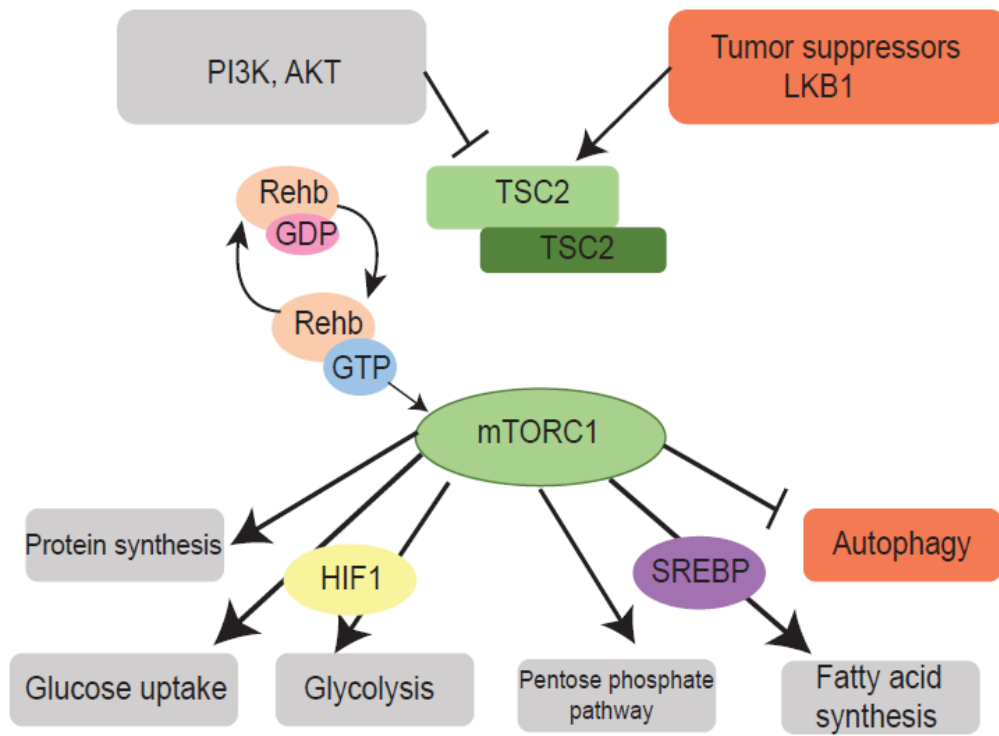 PI3K, AKT
Tumor suppressors
LKB1
TSC2
TSC2
Rehb
GDP
Rehb
GTP
mTORC1
Protein synthesis
HIF1
SREBP
Autophagy
Glucose uptake
Glycolysis
Pentose phosphate
pathway
Fatty acid
synthesis